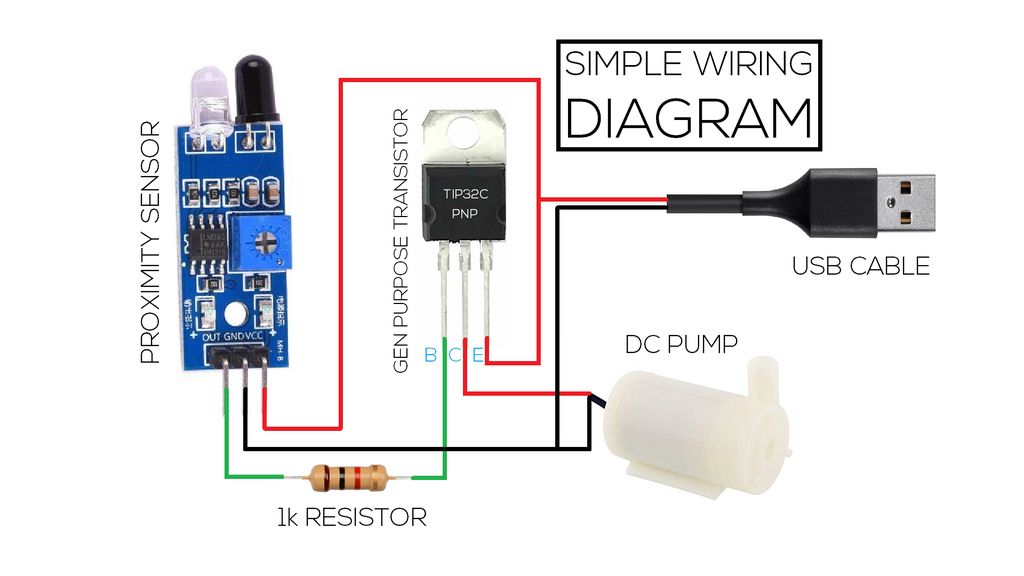 SIMPLE WIRING
DIAGRAM
PROXIMITY SENSOR
GEN PURPOSE TRANSISTOR
TIP32C
PNP
USB CABLE
OUT GND VCC
MH-B
B C E
DC PUMP
1k RESISTOR